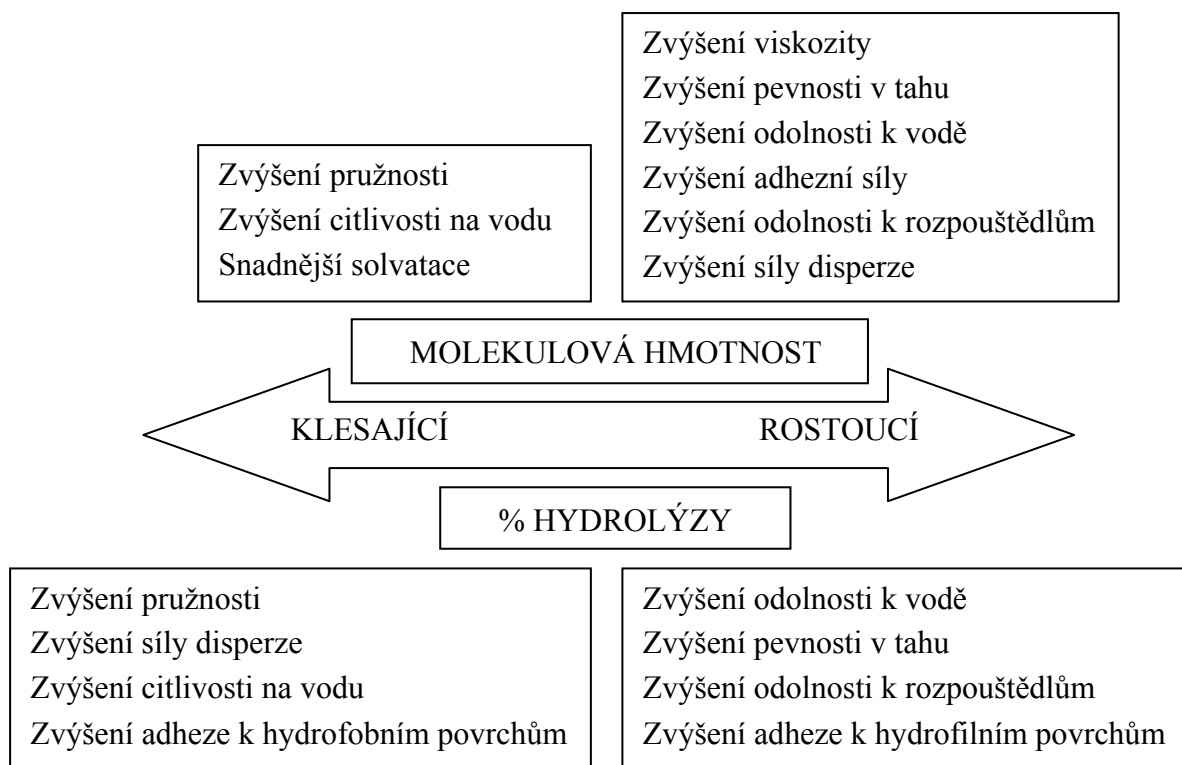 Zvýšení pružnosti
Zvýšení citlivosti na vodu
Snadnější solvatace
Zvýšení viskozity
Zvýšení pevnosti v tahu
Zvýšení odolnosti k vodě
Zvýšení adhezní síly
Zvýšení odolnosti k rozpouštědlům
Zvýšení síly disperze
MOLEKULOVÁ HMOTNOST
KLESAJÍCÍ
ROSTOUCÍ
% HYDROLÝZY
Zvýšení pružnosti
Zvýšení síly disperze
Zvýšení citlivosti na vodu
Zvýšení adheze k hydrofobním povrchům
Zvýšení odolnosti k vodě
Zvýšení pevnosti v tahu
Zvýšení odolnosti k rozpouštědlům
Zvýšení adheze k hydrofilním povrchům